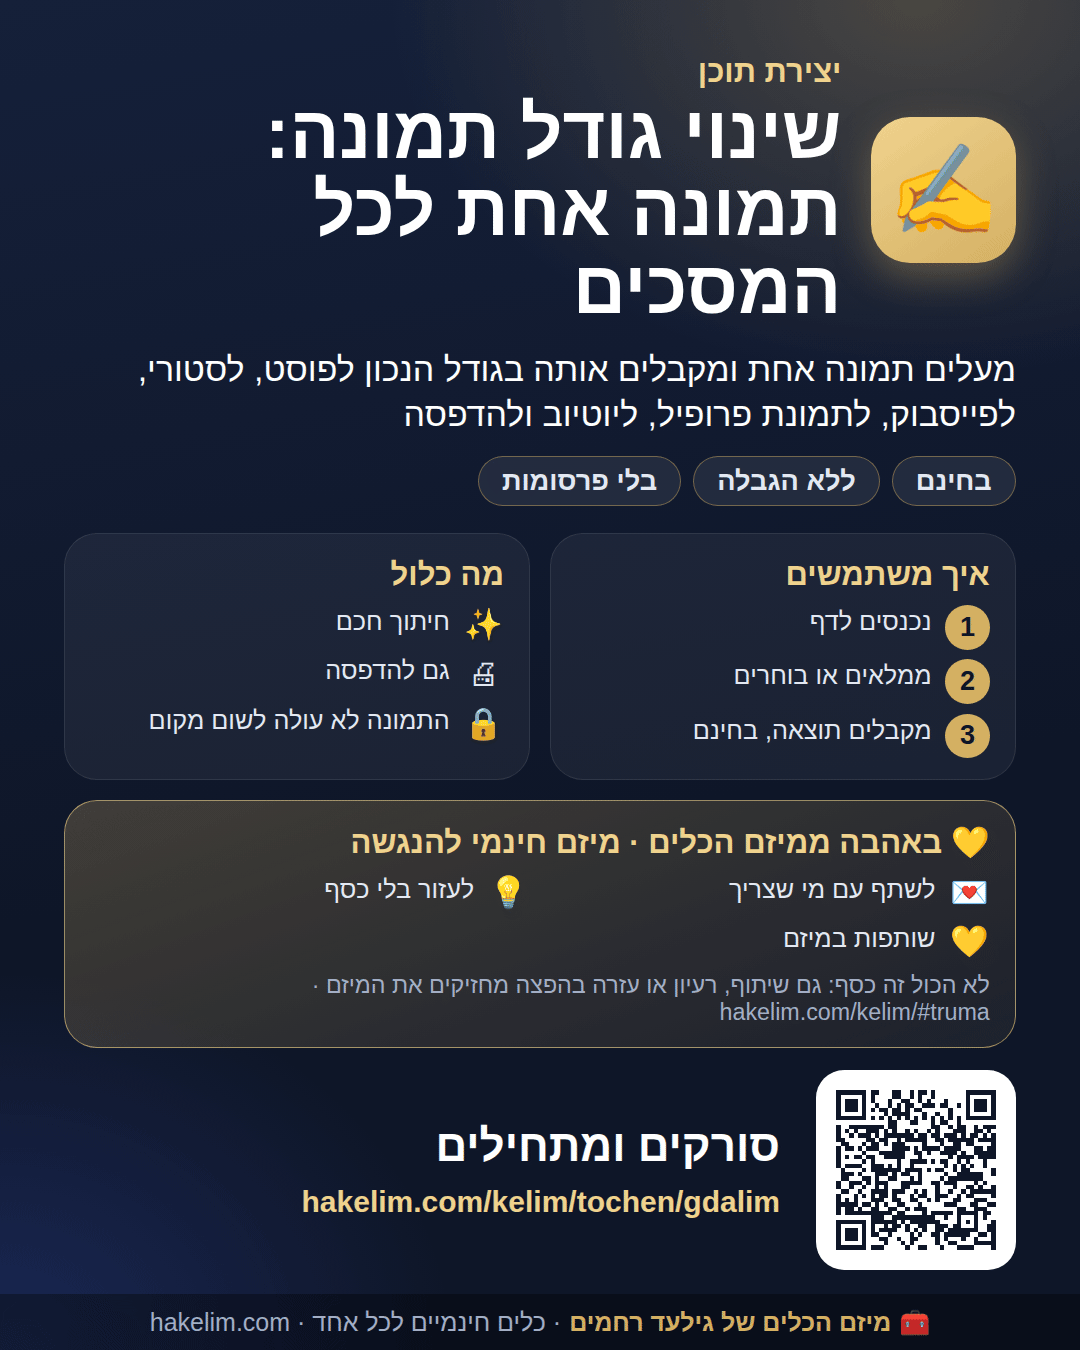 יצירת תוכן
שינוי גודל תמונה:
תמונה אחת לכל
המסכים
מעלים תמונה אחת ומקבלים אותה בגודל הנכון לפוסט, לסטורי,
לפייסבוק, לתמונת פרופיל, ליוטיוב ולהדפסה
בחינם
ללא הגבלה
בלי פרסומות
איך משתמשים
1 נכנסים לדף
2 ממלאים או בוחרים
3 מקבלים תוצאה, בחינם
מה כלול
✨ חיתוך חכם
🖨 גם להדפסה
🔒 התמונה לא עולה לשום מקום
💛 באהבה ממיזם הכלים · מיזם חינמי להנגשה
💌 לשתף עם מי שצריך
💡 לעזור בלי כסף
💛 שותפות במיזם
לא הכול זה כסף: גם שיתוף, רעיון או עזרה בהפצה מחזיקים את המיזם ·
hakelim.com/kelim/#truma
סורקים ומתחילים
hakelim.com/kelim/tochen/gdalim
🧰 מיזם הכלים של גילעד רחמים · כלים חינמיים לכל אחד · hakelim.com